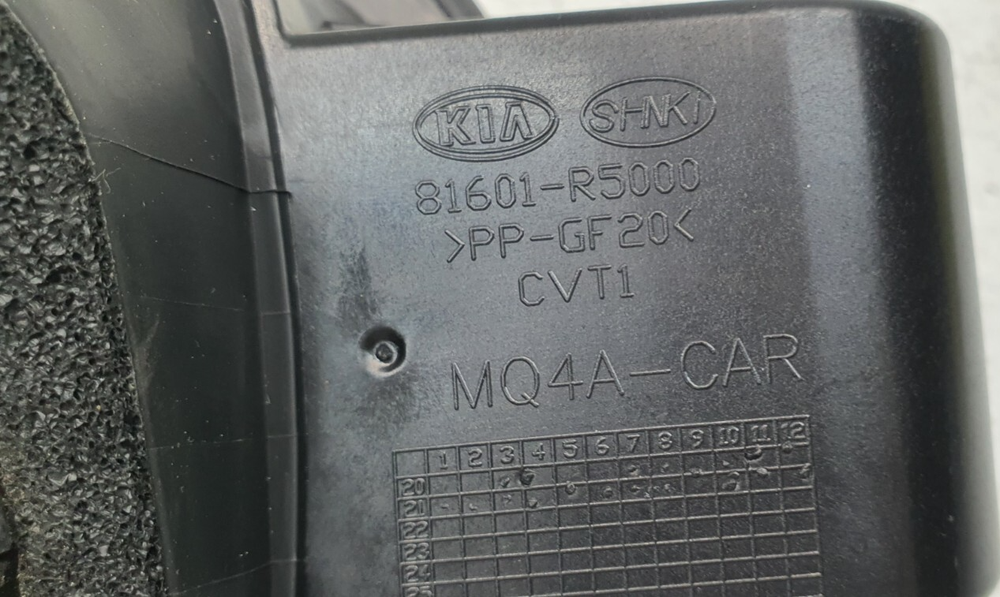 KIA SHNKI
81601-R5000
>PP-GF20<
CVT1
MQ4A-CAR
1 2 3 4 5 6 7 8 9 10 11 12
20
21
22
23